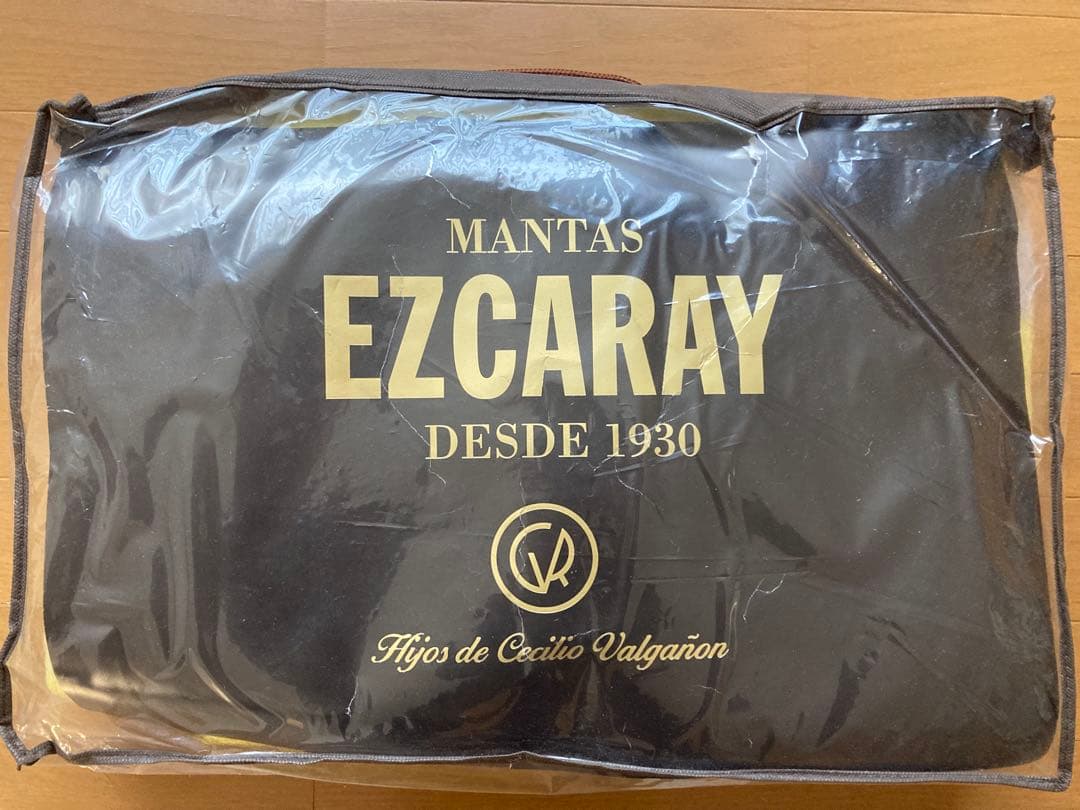 MANTAS
EZCARAY
DESDE 1930
CVR
Hijos de Cecilio Valgañon